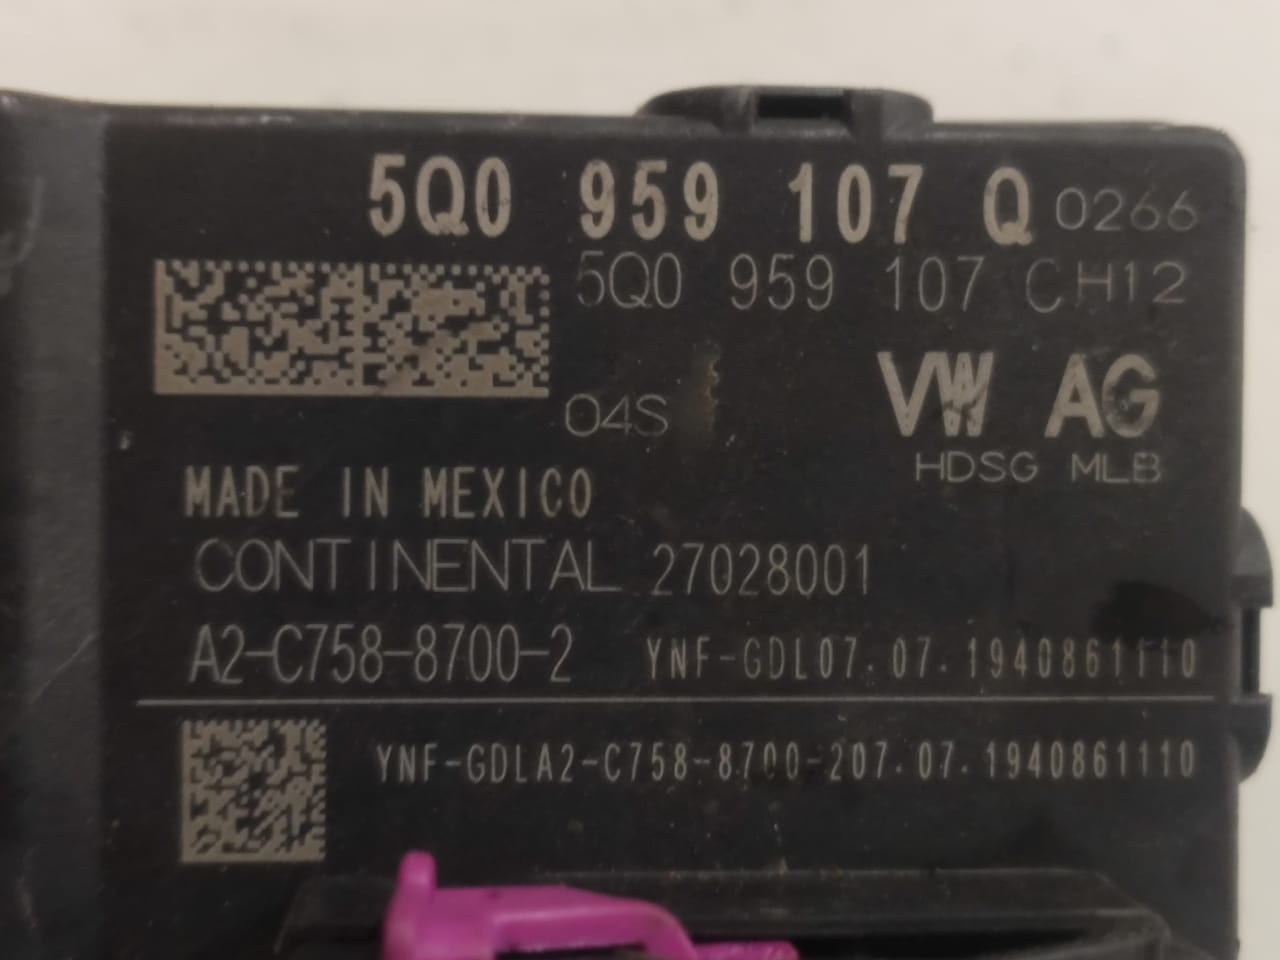 5Q0 959 107 Q 0266
5Q0 959 107 C H12
04S
VW AG
HDSG MLB
MADE IN MEXICO
CONTINENTAL 27028001
A2-C758-8700-2 YNF-GDL07.07.1940861110
YNF-GDLA2-C758-8700-207.07.1940861110